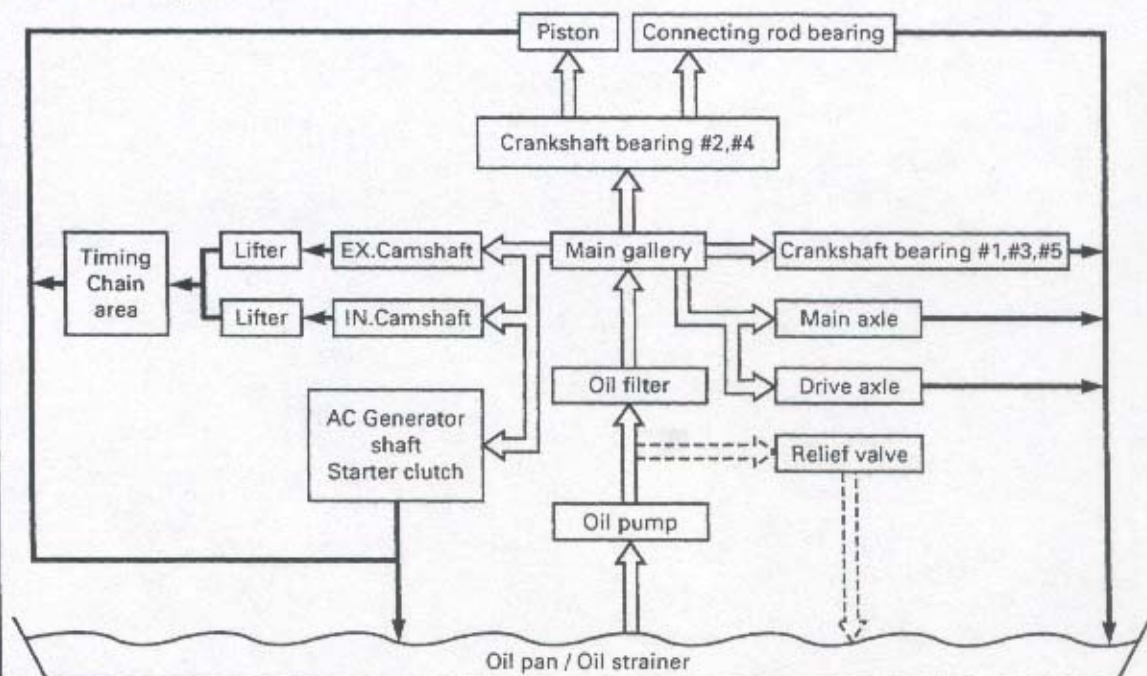 Piston
Connecting rod bearing
Crankshaft bearing #2,#4
Timing
Chain
area
Lifter
EX.Camshaft
Main gallery
Crankshaft bearing #1,#3,#5
Lifter
IN.Camshaft
Main axle
Oil filter
Drive axle
AC Generator
shaft
Starter clutch
Relief valve
Oil pump
Oil pan / Oil strainer